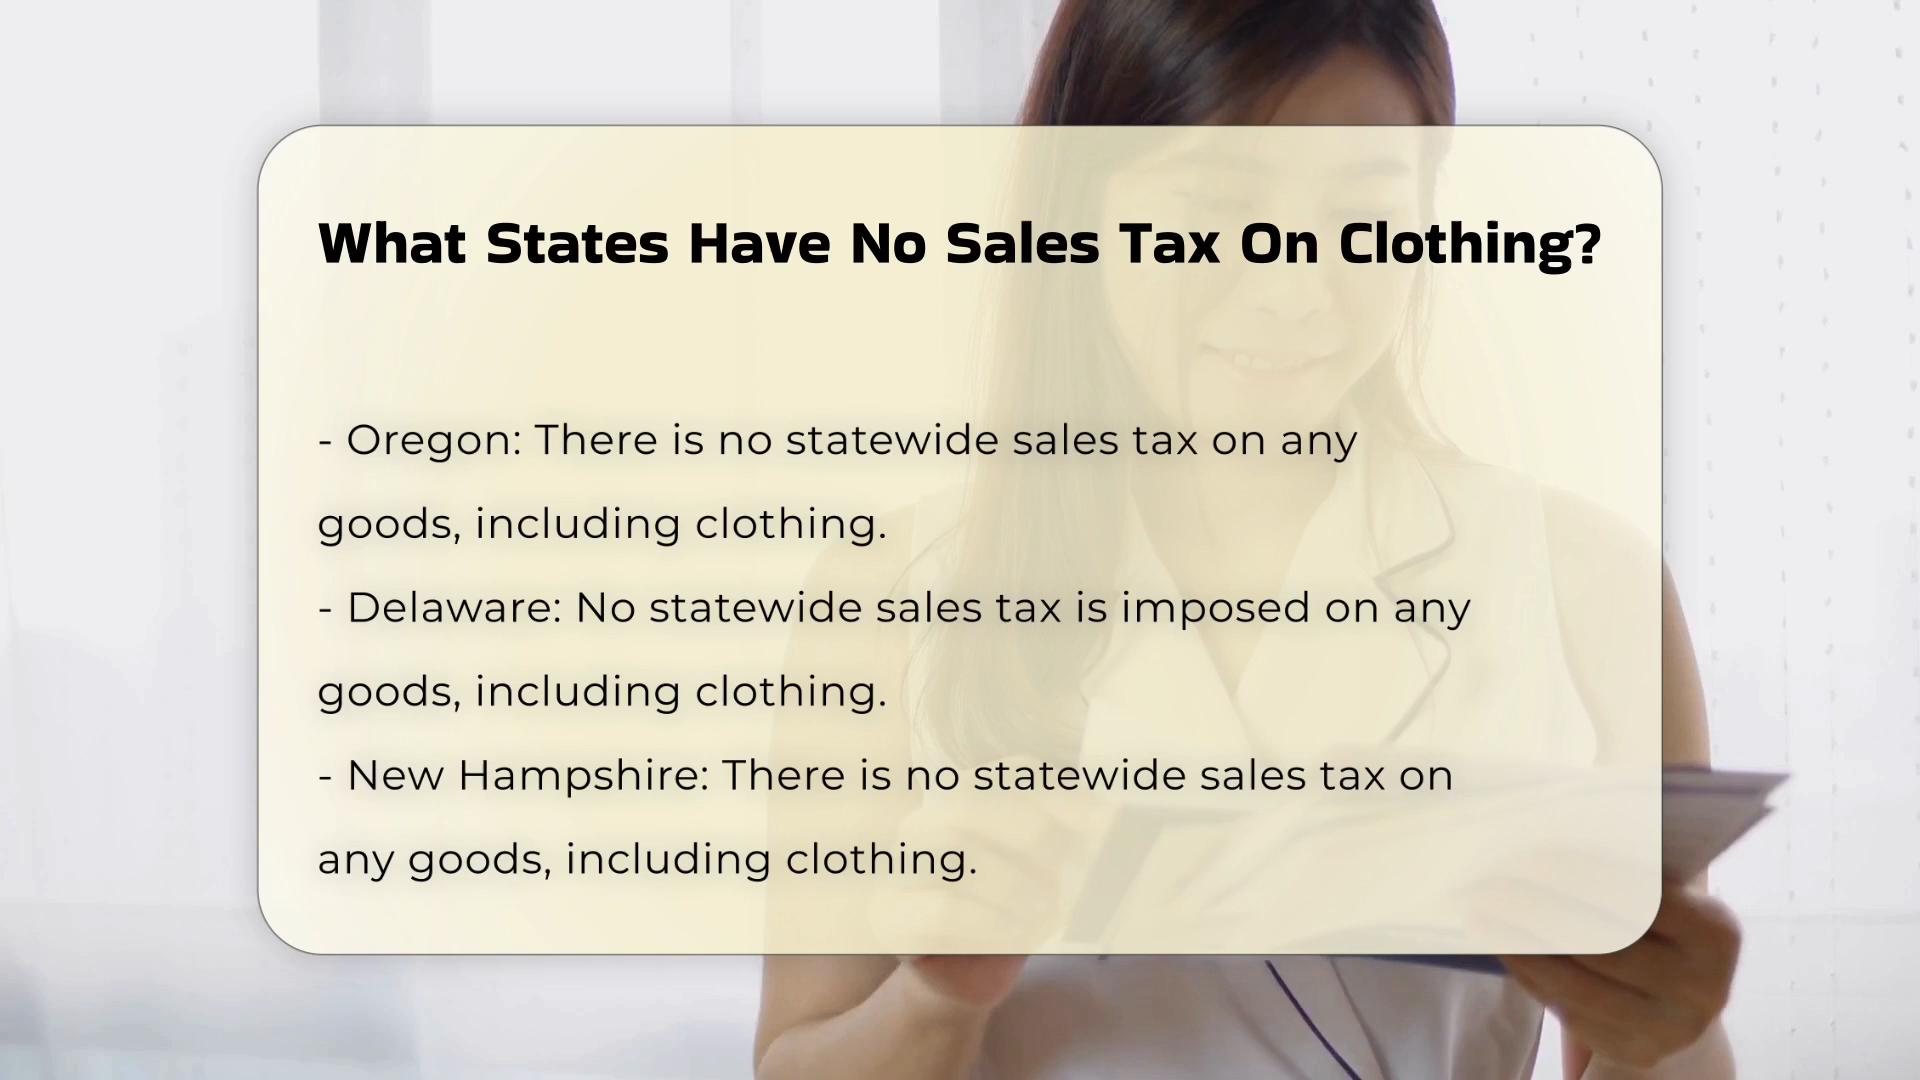 What States Have No Sales Tax On Clothing?
- Oregon: There is no statewide sales tax on any
goods, including clothing.
- Delaware: No statewide sales tax is imposed on any
goods, including clothing.
- New Hampshire: There is no statewide sales tax on
any goods, including clothing.